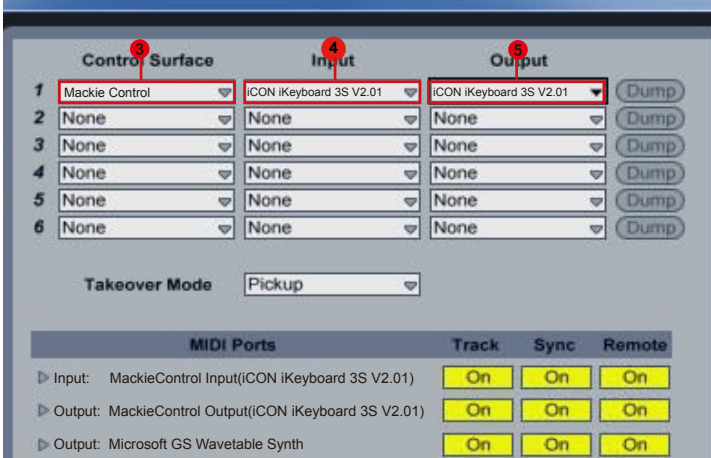 3 4 5
Control Surface Input Output
1 Mackie Control iCON iKeyboard 3S V2.01 iCON iKeyboard 3S V2.01 Dump
2 None None None Dump
3 None None None Dump
4 None None None Dump
5 None None None Dump
6 None None None Dump
Takeover Mode Pickup
MIDI Ports Track Sync Remote
Input: MackieControl Input(iCON iKeyboard 3S V2.01) On On On
Output: MackieControl Output(iCON iKeyboard 3S V2.01) On On On
Output: Microsoft GS Wavetable Synth On On On